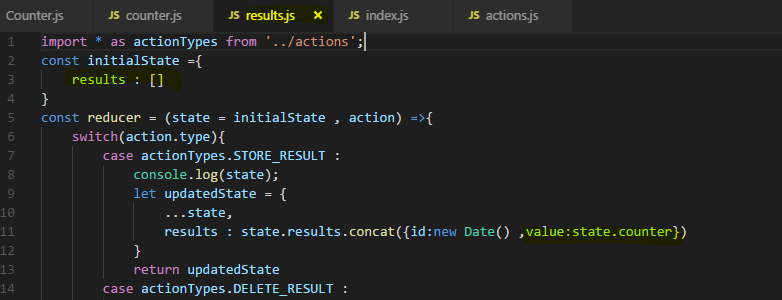 Counter.js JS counter.js JS results.js × JS index.js JS actions.js
1 import * as actionTypes from '../actions';
2 const initialState ={
3 results : []
4 }
5 const reducer = (state = initialState , action) =>{
6 switch(action.type){
7 case actionTypes.STORE_RESULT :
8 console.log(state);
9 let updatedState = {
10 ...state,
11 results : state.results.concat({id:new Date() ,value:state.counter})
12 }
13 return updatedState
14 case actionTypes.DELETE_RESULT :